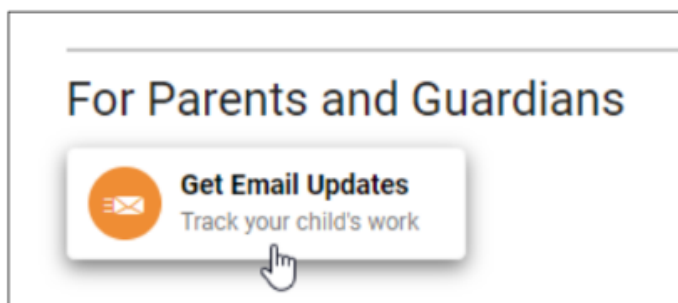 For Parents and Guardians
Get Email Updates
Track your child's work